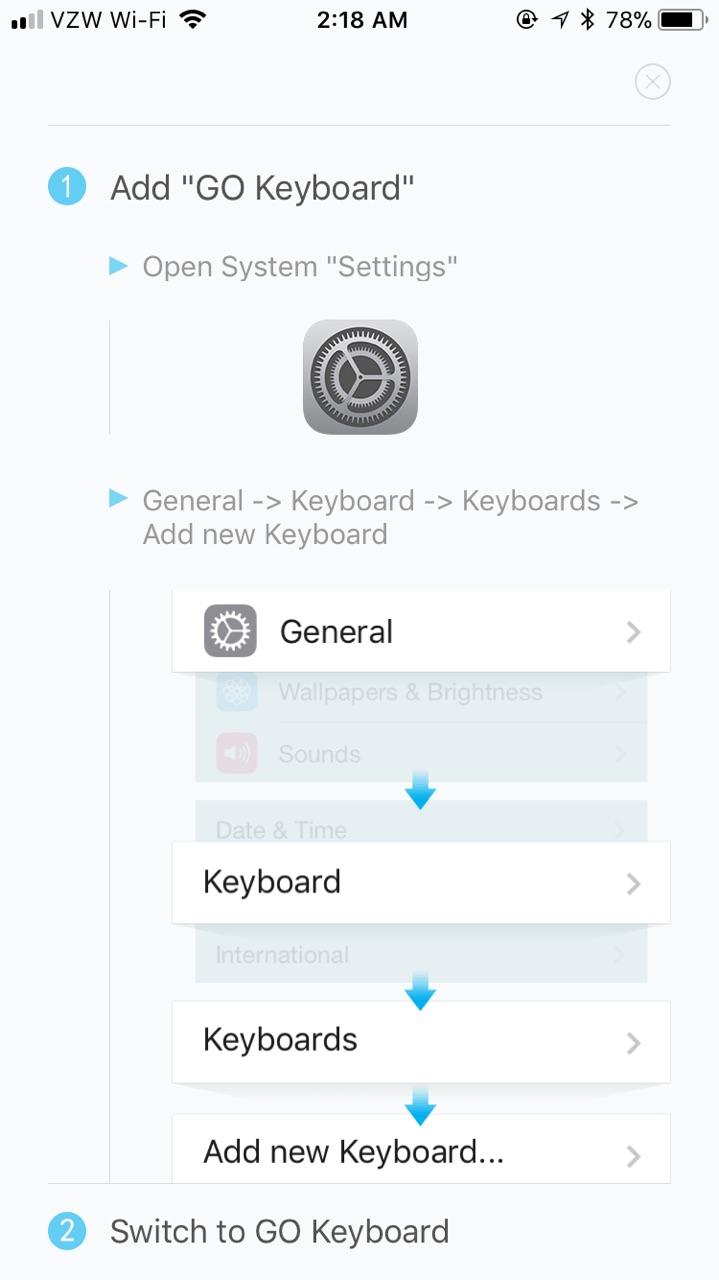 VZW Wi-Fi 2:18 AM 78%
1 Add "GO Keyboard"
Open System "Settings"
General -> Keyboard -> Keyboards ->
Add new Keyboard
General
Wallpapers & Brightness
Sounds
Date & Time
Keyboard
International
Keyboards
Add new Keyboard...
2 Switch to GO Keyboard